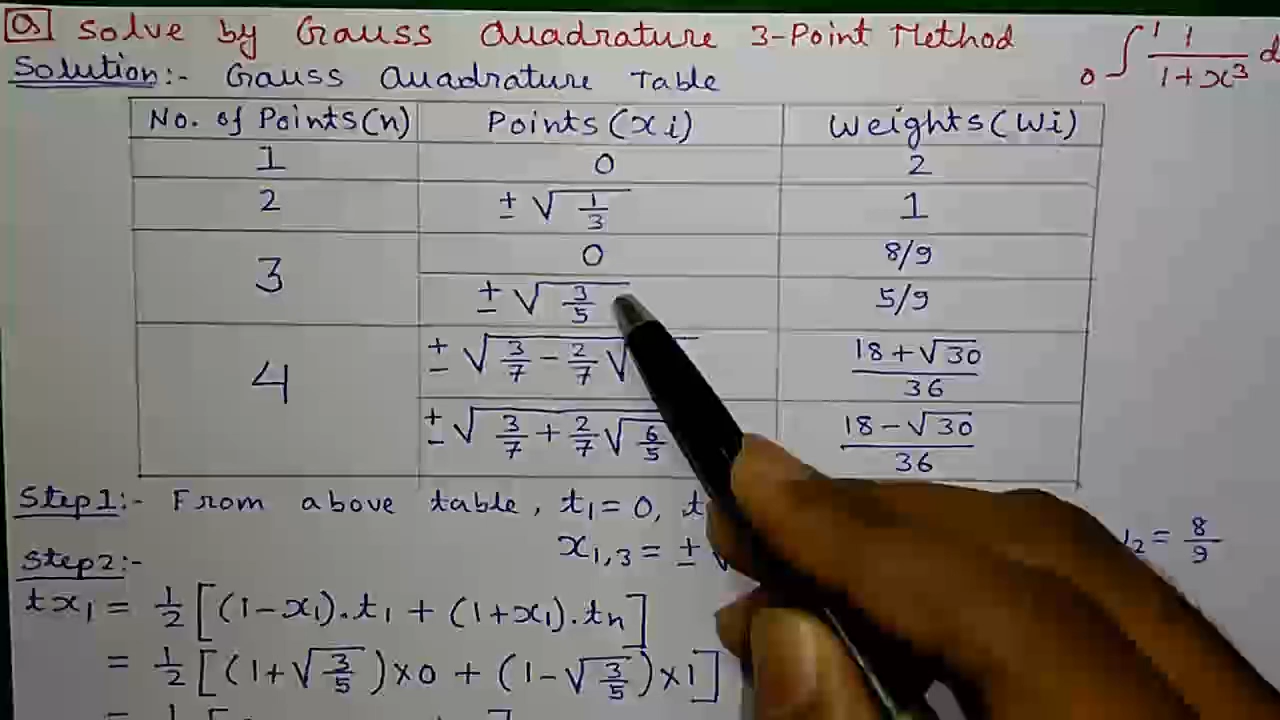 Q. Solve by Gauss Quadrature 3-Point Method 0∫1 1/1+x³ d
Solution:- Gauss Quadrature Table
No. of Points(n) Points(xi) Weights(Wi)
1 0 2
2 ±√1/3 1
3 0 8/9
±√3/5 5/9
4 ±√3/7-2/7√ 18+√30/36
±√3/7+2/7√6/5 18-√30/36
Step1:- From above table, t₁=0, t
x₁,₃=±√ ₂=8/9
Step2:-
tx₁ = 1/2[(1-x₁).t₁+(1+x₁).tn]
= 1/2[(1+√3/5)×0+(1-√3/5)×1]